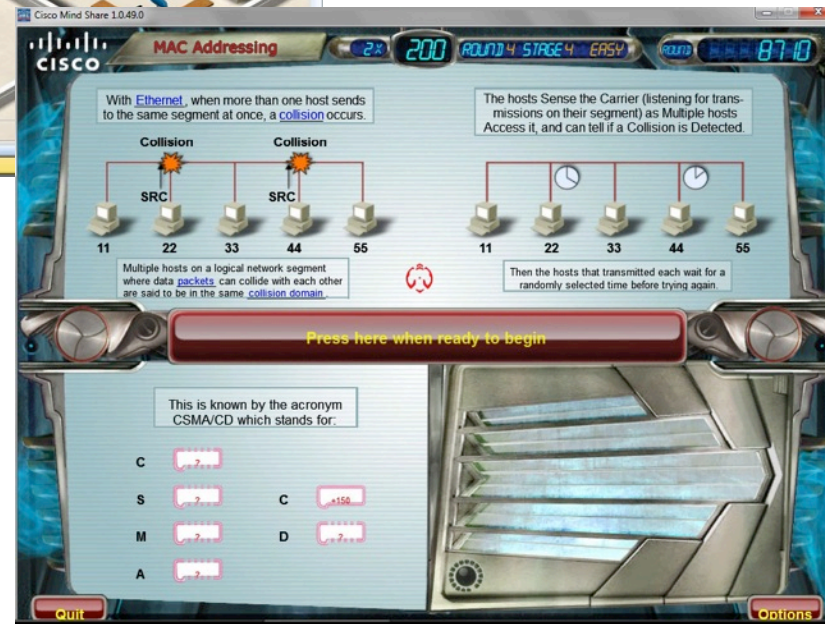 Cisco Mind Share 1.0.49.0
CISCO
MAC Addressing
2x
200
ROUND 4 STAGE 4 EASY
ROUND
8710
With Ethernet, when more than one host sends
to the same segment at once, a collision occurs.
Collision Collision
SRC SRC
11 22 33 44 55
Multiple hosts on a logical network segment
where data packets can collide with each other
are said to be in the same collision domain.
The hosts Sense the Carrier (listening for trans-
missions on their segment) as Multiple hosts
Access it, and can tell if a Collision is Detected.
11 22 33 44 55
Then the hosts that transmitted each wait for a
randomly selected time before trying again.
Press here when ready to begin
This is known by the acronym
CSMA/CD which stands for:
C ?
S ? C +150
M ? D ?
A ?
Quit
Options